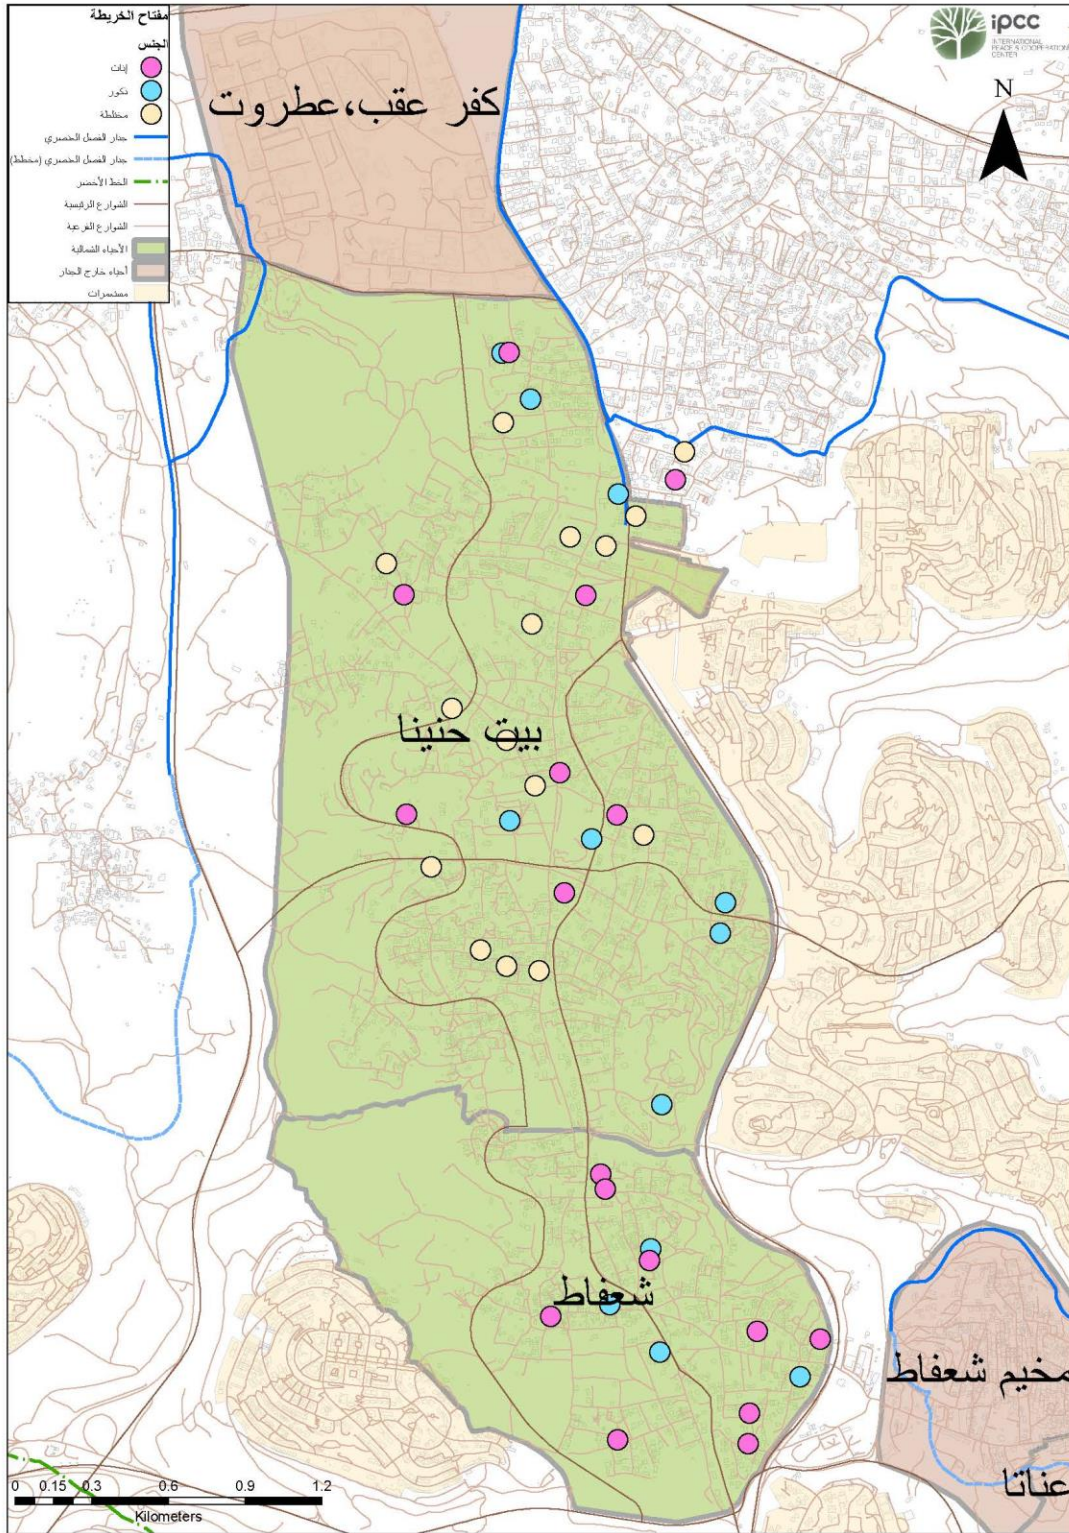 مفتاح الخريطة
الجنس
إناث
ذكور
مختلطة
جدار الفصل العنصري
جدار الفصل العنصري (مخطط)
الخط الأخضر
الشوارع الرئيسية
الشوارع الفرعية
الأحياء الشمالية
أحياء خارج الجدار
مستعمرات
ipcc
INTERNATIONAL
PEACE & COOPERATION
CENTER
N
كفر عقب،عطروت
بيت حنينا
شعفاط
مخيم شعفاط
عناتا
0 0.15 0.3 0.6 0.9 1.2
Kilometers